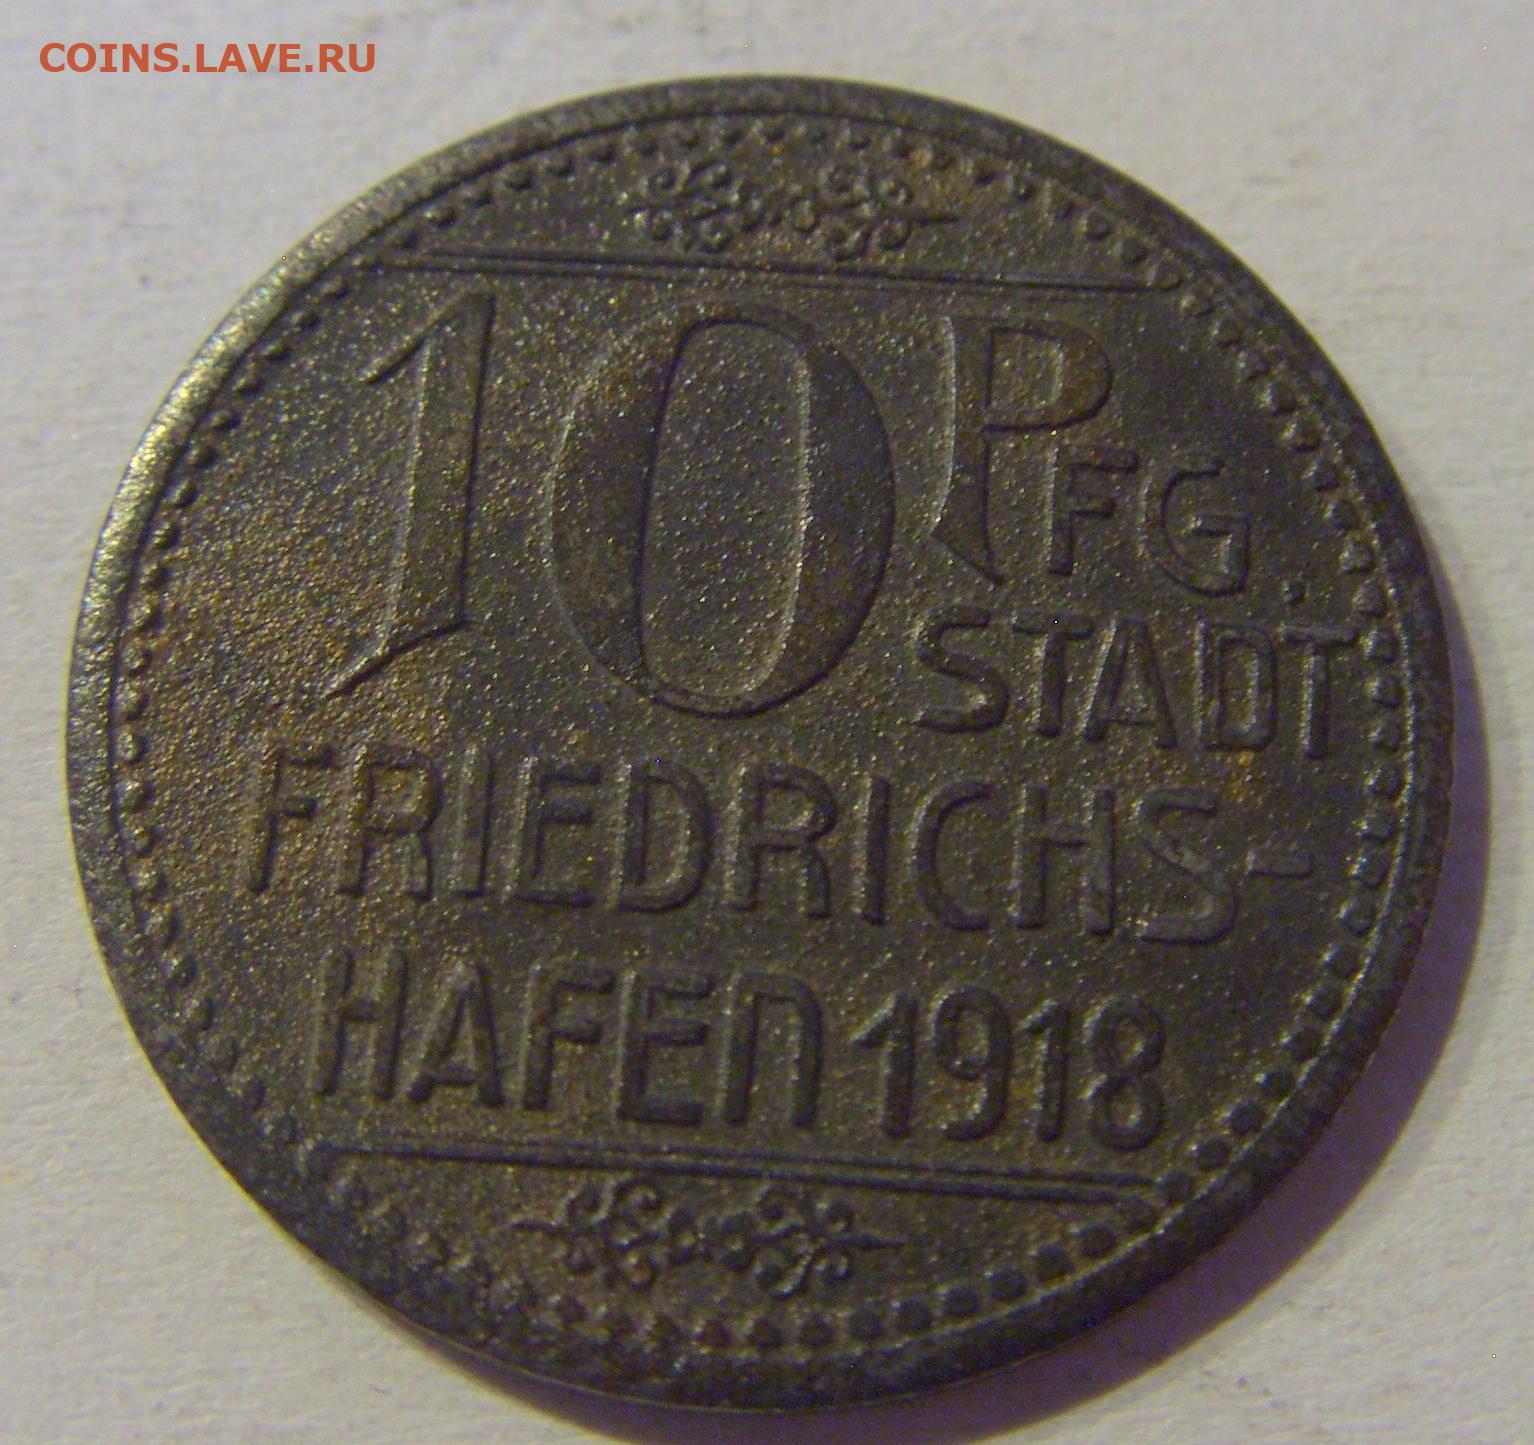 COINS.LAVE.RU
10 PFG.
STADT
FRIEDRICHS-
HAFEN 1918